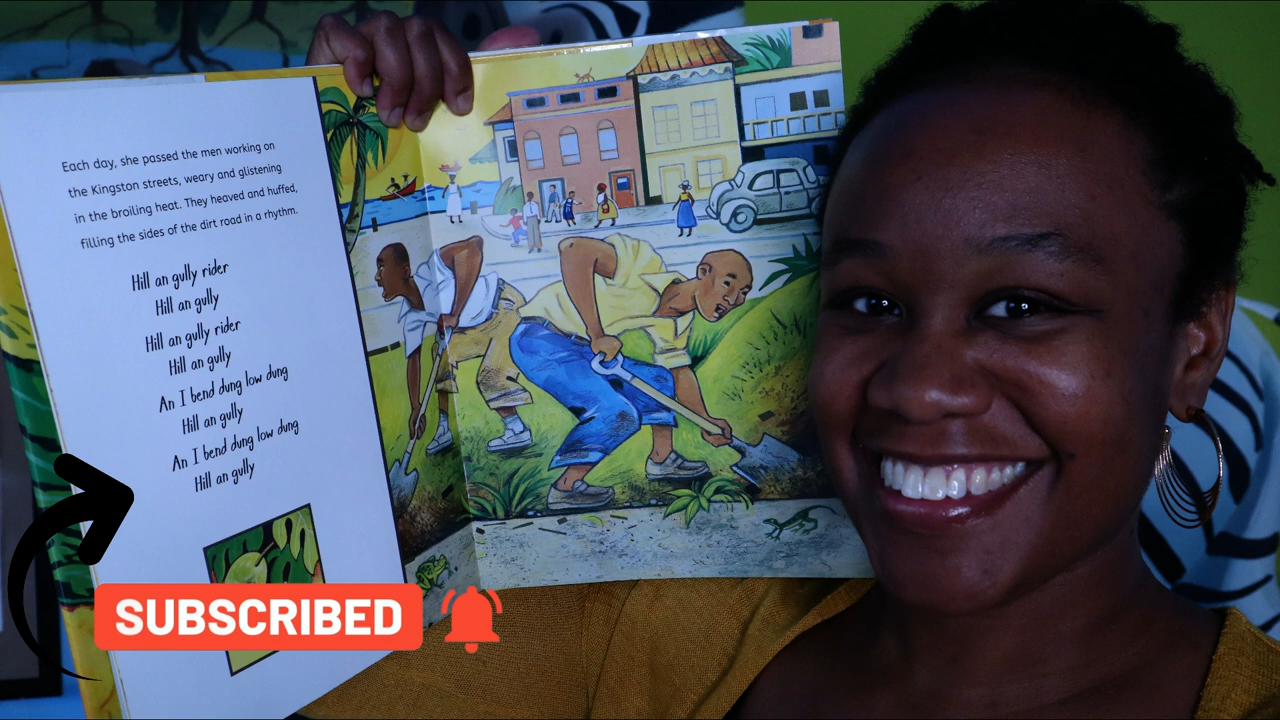 Each day, she passed the men working on
the Kingston streets, weary and glistening
in the broiling heat. They heaved and huffed,
filling the sides of the dirt road in a rhythm.
Hill an gully rider
Hill an gully
Hill an gully rider
Hill an gully
An I bend dung low dung
Hill an gully
An I bend dung low dung
Hill an gully
SUBSCRIBED